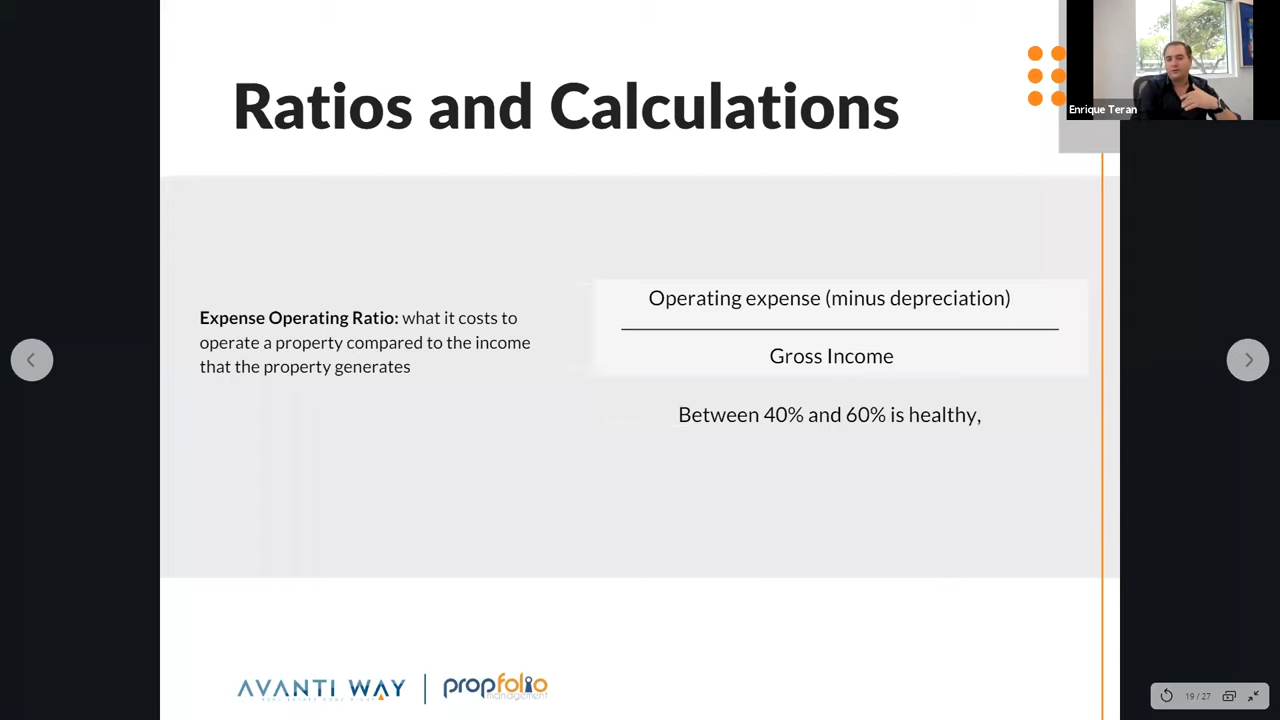 Ratios and Calculations
Enrique Teran
Expense Operating Ratio: what it costs to
operate a property compared to the income
that the property generates
Operating expense (minus depreciation)
Gross Income
Between 40% and 60% is healthy,
AVANTI WAY
propfolio
management
19 / 27